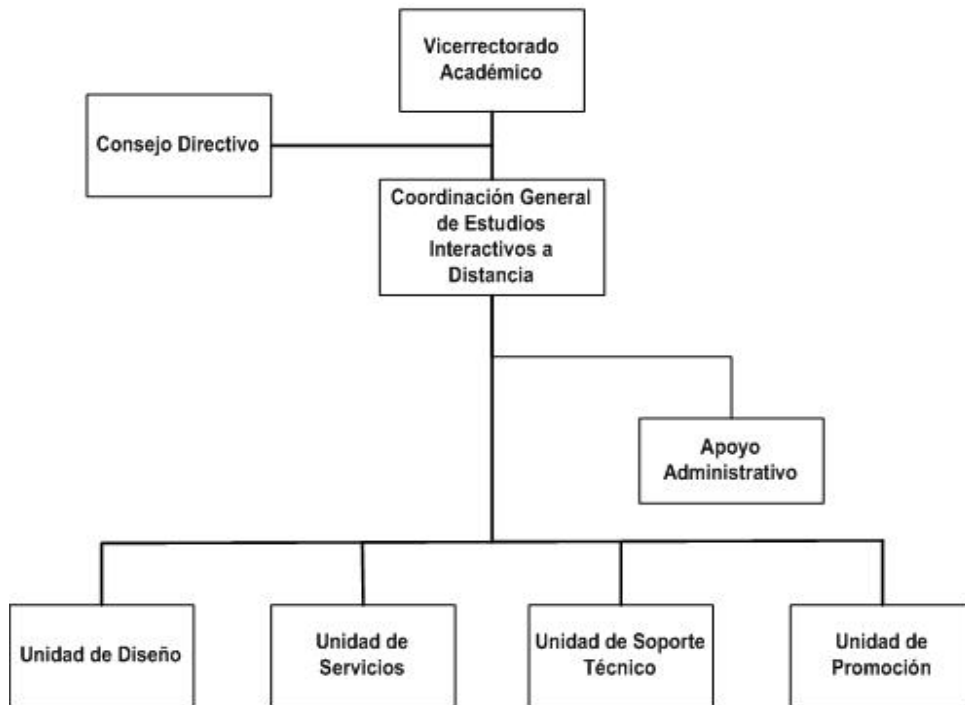 Vicerrectorado
Académico
Consejo Directivo
Coordinación General
de Estudios
Interactivos a
Distancia
Apoyo
Administrativo
Unidad de Diseño
Unidad de
Servicios
Unidad de Soporte
Técnico
Unidad de
Promoción